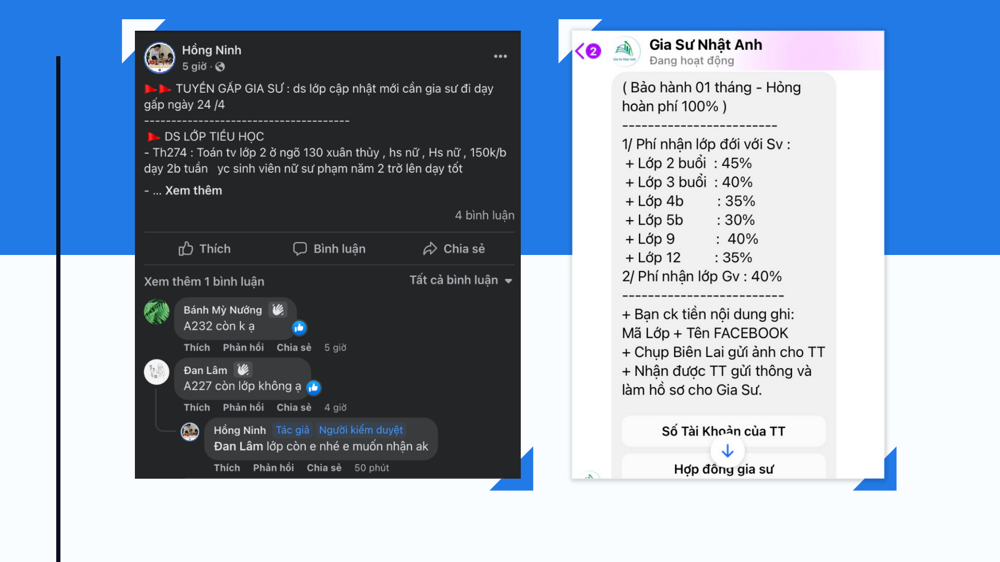 Hồng Ninh
5 giờ ·
TUYỂN GẤP GIA SƯ : ds lớp cập nhật mới cần gia sư đi dạy
gấp ngày 24 /4
--------------------------------------
DS LỚP TIỂU HỌC
- Th274 : Toán tv lớp 2 ở ngõ 130 xuân thủy , hs nữ , Hs nữ , 150k/b
dạy 2b tuần yc sinh viên nữ sư phạm năm 2 trở lên dạy tốt
- ... Xem thêm
4 bình luận
Thích Bình luận Chia sẻ
Xem thêm 1 bình luận Tất cả bình luận
Bánh Mỳ Nướng
A232 còn k ạ
Thích Phản hồi Chia sẻ 5 giờ
Đan Lâm
A227 còn lớp không ạ
Thích Phản hồi Chia sẻ 4 giờ
Hồng Ninh Tác giả Người kiểm duyệt
Đan Lâm lớp còn e nhé e muốn nhận ak
Thích Phản hồi Chia sẻ 50 phút
2
Gia Sư Nhật Anh
Gia Sư Nhật Anh
Đang hoạt động
( Bảo hành 01 tháng - Hỏng
hoàn phí 100% )
------------------------
1/ Phí nhận lớp đới với Sv :
+ Lớp 2 buổi : 45%
+ Lớp 3 buổi : 40%
+ Lớp 4b : 35%
+ Lớp 5b : 30%
+ Lớp 9 : 40%
+ Lớp 12 : 35%
2/ Phí nhận lớp Gv : 40%
-------------------------
+ Bạn ck tiền nội dung ghi:
Mã Lớp + Tên FACEBOOK
+ Chụp Biên Lai gửi ảnh cho TT
+ Nhận được TT gửi thông và
làm hồ sơ cho Gia Sư.
Số Tài Khoản của TT
Hợp đồng gia sư